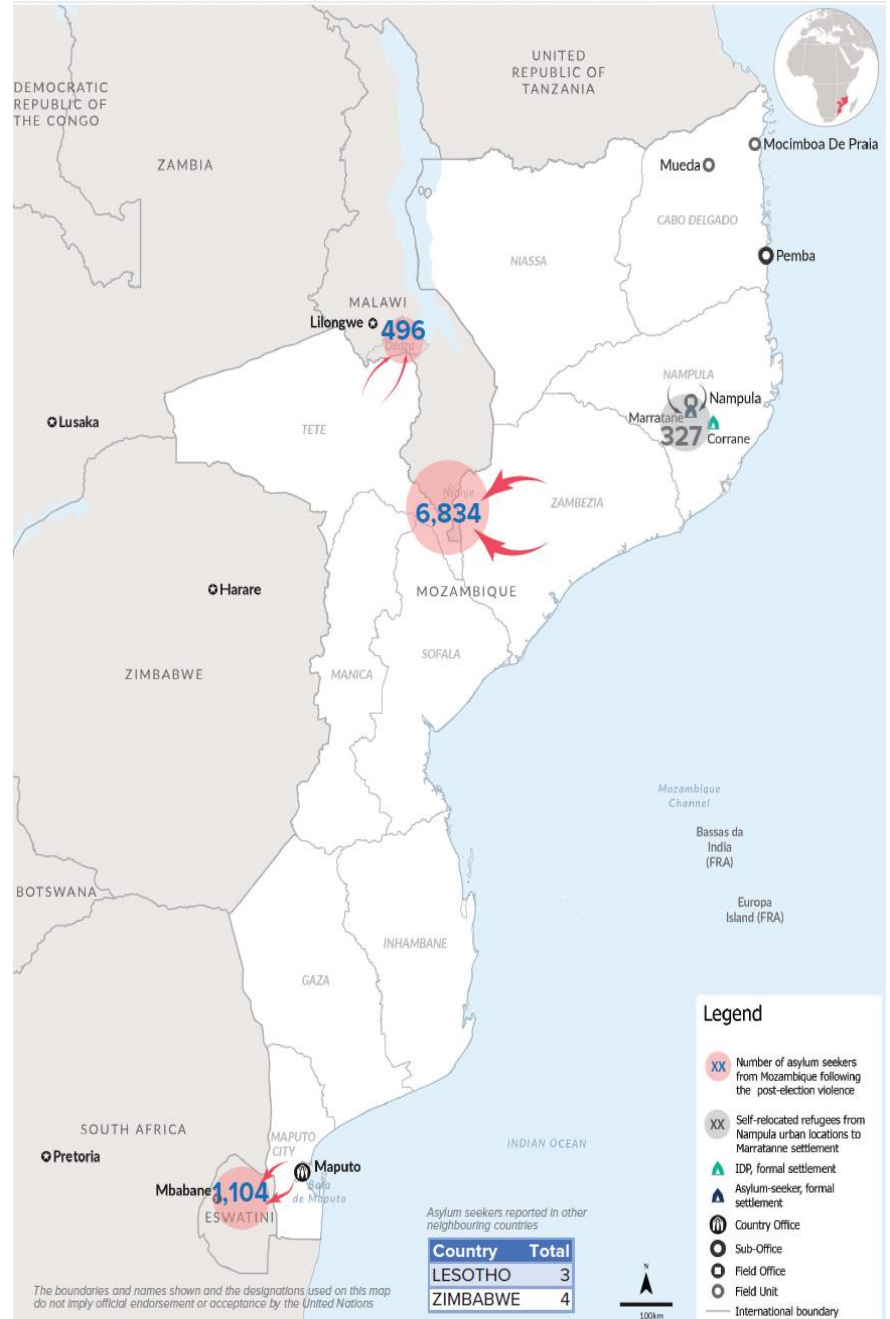 UNITED
REPUBLIC OF
TANZANIA
DEMOCRATIC
REPUBLIC OF
THE CONGO
ZAMBIA
Mocimboa De Praia
Mueda
CABO DELGADO
NIASSA
Pemba
MALAWI
Lilongwe
496
Dedza
NAMPULA
Nampula
Marratane
327
Corrane
Lusaka
TETE
Nsanje
6,834
ZAMBEZIA
MOZAMBIQUE
Harare
SOFALA
MANICA
ZIMBABWE
Mozambique
Channel
Bassas da
India
(FRA)
Europa
Island (FRA)
BOTSWANA
INHAMBANE
GAZA
SOUTH AFRICA
Pretoria
MAPUTO
CITY
Maputo
Baia
de Maputo
INDIAN OCEAN
Mbabane
1,104
ESWATINI
Asylum seekers reported in other
neighbouring countries
Country Total
LESOTHO 3
ZIMBABWE 4
The boundaries and names shown and the designations used on this map
do not imply official endorsement or acceptance by the United Nations
N
100km
Legend
XX Number of asylum seekers
from Mozambique following
the post-election violence
XX Self-relocated refugees from
Nampula urban locations to
Marratanne settlement
IDP, formal settlement
Asylum-seeker, formal
settlement
Country Office
Sub-Office
Field Office
Field Unit
International boundary